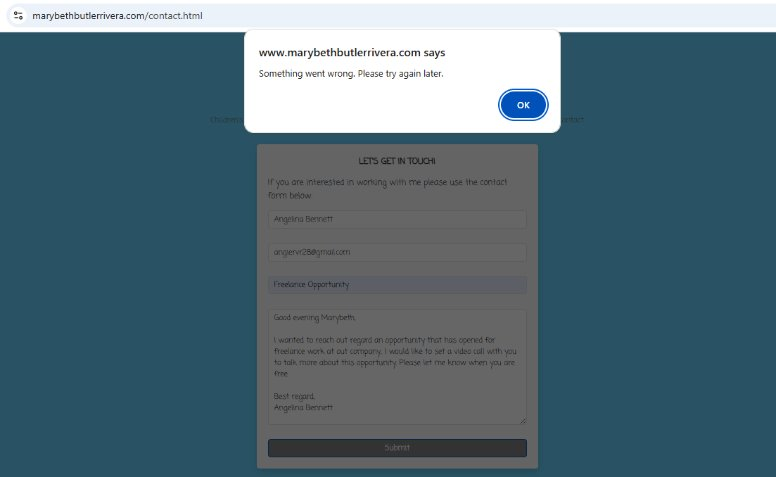 marybethbutlerrivera.com/contact.html
www.marybethbutlerrivera.com says
Something went wrong. Please try again later.
OK
LET'S GET IN TOUCH!
If you are interested in working with me please use the contact
form below.
Angelina Bennett
angiervr28@gmail.com
Freelance Opportunity
Good evening Marybeth,
I wanted to reach out regard an opportunity that has opened for
freelance work at out company. I would like to set a video call with you
to talk more about this opportunity. Please let me know when you are
free.
Best regard,
Angelina Bennett
Submit